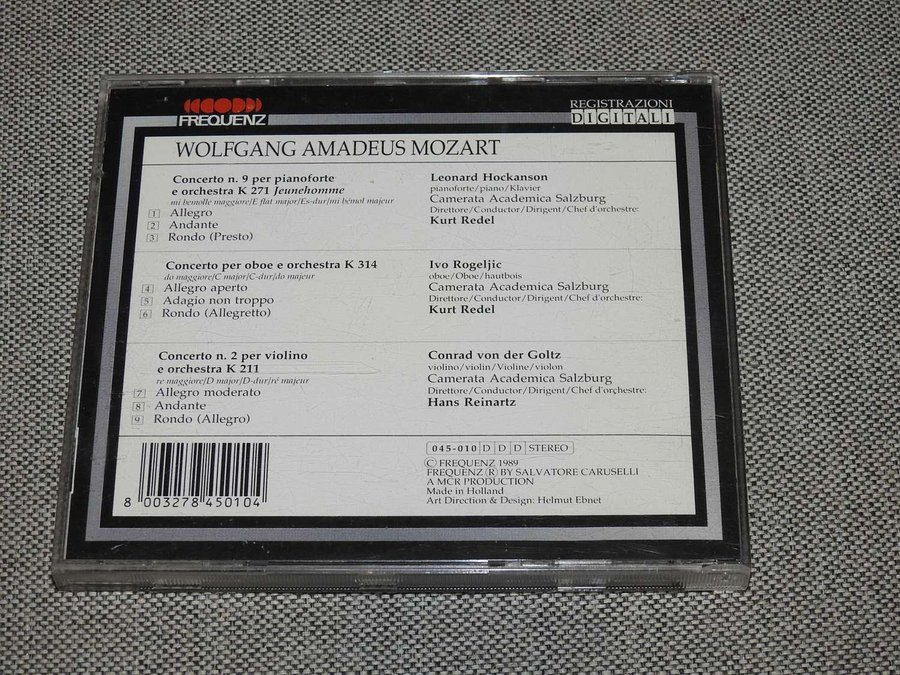 FREQUENZ
REGISTRAZIONI
DIGITALI
WOLFGANG AMADEUS MOZART
Concerto n. 9 per pianoforte
e orchestra K 271 Jeunehomme
mi bemolle maggiore/E flat major/Es-dur/mi bémol majeur
1 Allegro
2 Andante
3 Rondo (Presto)
Leonard Hockanson
pianoforte/piano/Klavier
Camerata Academica Salzburg
Direttore/Conductor/Dirigent/Chef d'orchestre:
Kurt Redel
Concerto per oboe e orchestra K 314
do maggiore/C major/C-dur/do majeur
4 Allegro aperto
5 Adagio non troppo
6 Rondo (Allegretto)
Ivo Rogeljic
oboe/Oboe/hautbois
Camerata Academica Salzburg
Direttore/Conductor/Dirigent/Chef d'orchestre:
Kurt Redel
Concerto n. 2 per violino
e orchestra K 211
re maggiore/D major/D-dur/ré majeur
7 Allegro moderato
8 Andante
9 Rondo (Allegro)
Conrad von der Goltz
violino/violin/Violine/violon
Camerata Academica Salzburg
Direttore/Conductor/Dirigent/Chef d'orchestre:
Hans Reinartz
8 003278 450104
045-010 D D D STEREO
© FREQUENZ 1989
FREQUENZ ® BY SALVATORE CARUSELLI
A MCR PRODUCTION
Made in Holland
Art Direction & Design: Helmut Ebnet